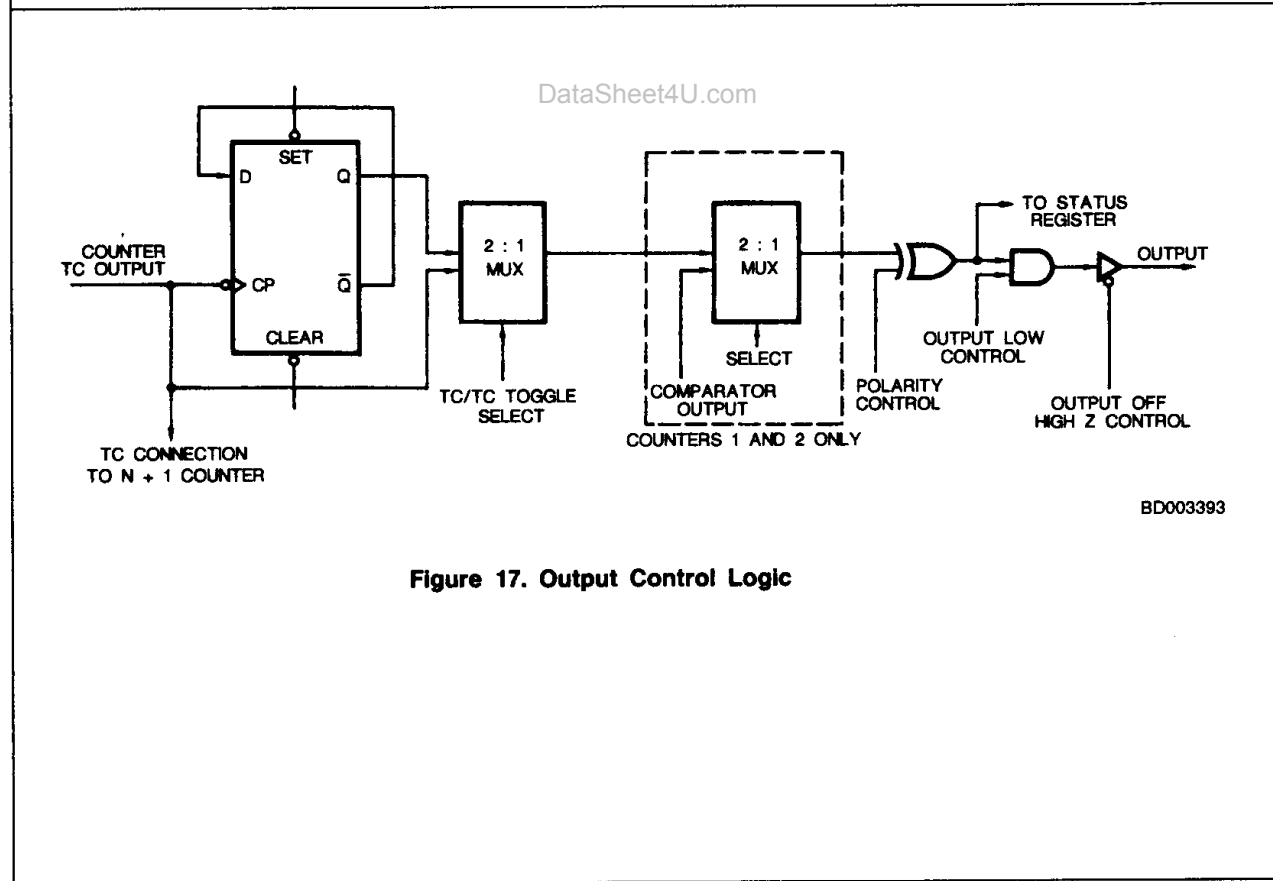 DataSheet4U.com
SET
D
Q
COUNTER
TC OUTPUT
CP
Q̅
CLEAR
2 : 1
MUX
TC/TC TOGGLE
SELECT
TC CONNECTION
TO N + 1 COUNTER
2 : 1
MUX
SELECT
COMPARATOR
OUTPUT
COUNTERS 1 AND 2 ONLY
POLARITY
CONTROL
TO STATUS
REGISTER
OUTPUT
OUTPUT LOW
CONTROL
OUTPUT OFF
HIGH Z CONTROL
BD003393
Figure 17. Output Control Logic